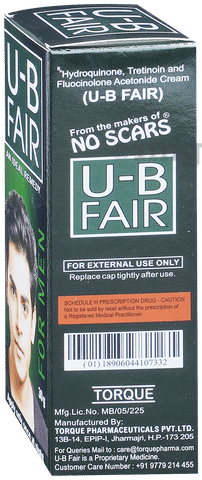 U-B
FAIR
AN IDEAL REMEDY
FOR MEN
Hydroquinone, Tretinoin and
Fluocinolone Acetonide Cream
(U-B FAIR)
From the makers of
NO SCARS®
U-B
FAIR
FOR EXTERNAL USE ONLY
Replace cap tightly after use.
SCHEDULE H PRESCRIPTION DRUG - CAUTION
Not to be sold by retail without the prescription of
a Registered Medical Practitioner.
(01)18906044107332
TORQUE
Mfg.Lic.No. MB/05/225
Manufactured By:
TORQUE PHARMACEUTICALS PVT. LTD.
13B-14, EPIP-I, Jharmajri, H.P.-173 205
For Queries Mail to : care@torquepharma.com
U-B Fair is a Proprietary Medicine.
Customer Care Number : +91 9779 214 455